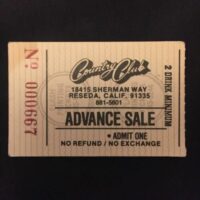 Nº 000667
Country Club
18415 SHERMAN WAY
RESEDA, CALIF. 91335
881-5601
ADVANCE SALE
• ADMIT ONE
NO REFUND / NO EXCHANGE
2 DRINK MINIMUM